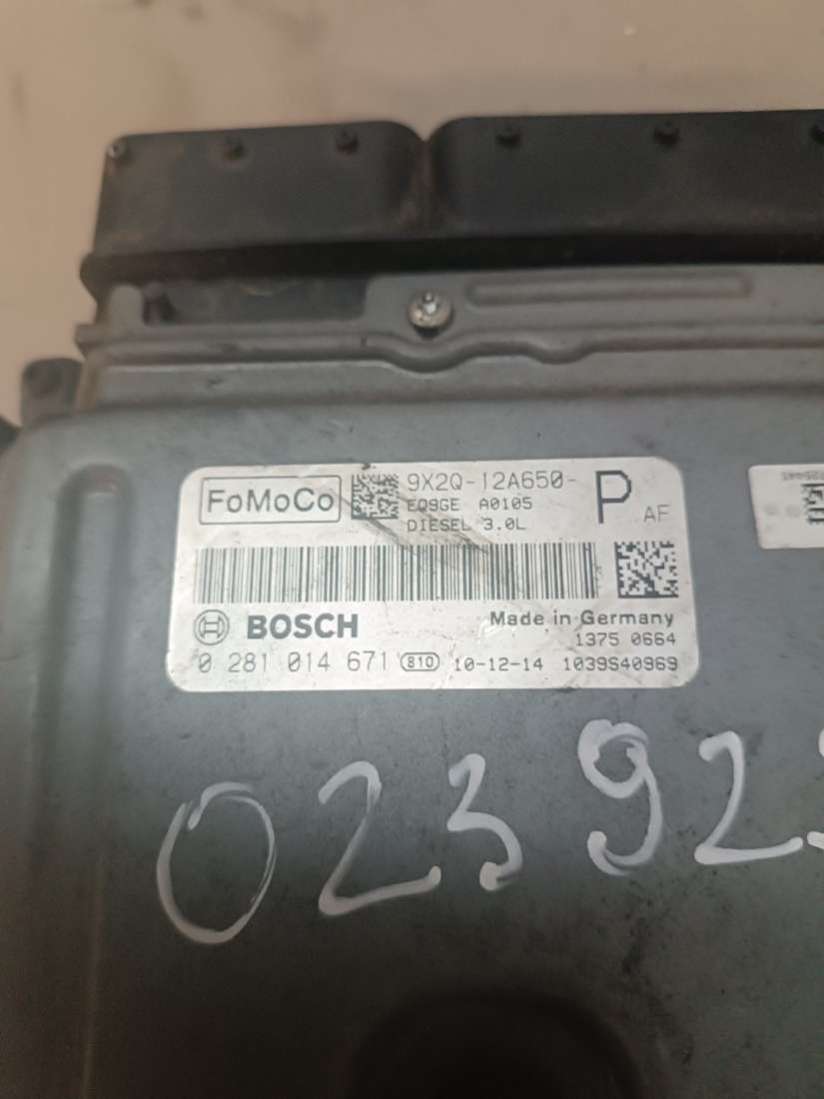 FoMoCo
9X2Q-12A650- P AF
EQ9GE A0105
DIESEL 3.0L
BOSCH
Made in Germany
1375 0664
0 281 014 671 810 10-12-14 1039S40969
02392